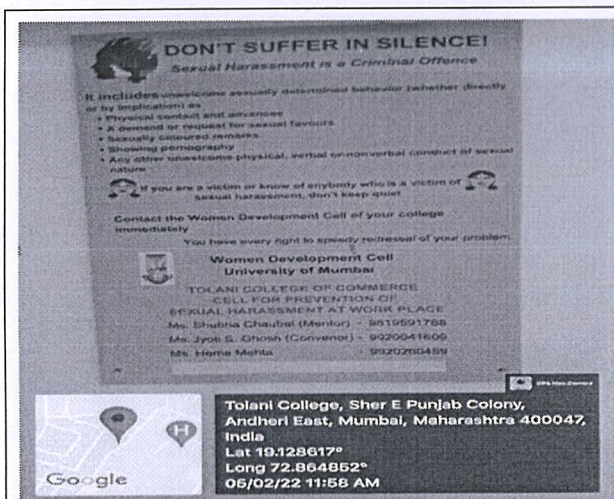 DON'T SUFFER IN SILENCE!
Sexual Harassment is a Criminal Offence
It includes unwelcome sexually determined behavior (whether directly
or by implication) as
• Physical contact and advances
• A demand or request for sexual favours
• Sexually coloured remarks
• Showing pornography
• Any other unwelcome physical, verbal or nonverbal conduct of sexual
nature
If you are a victim or know of anybody who is a victim of
sexual harassment, don't keep quiet
Contact the Women Development Cell of your college
immediately
You have every right to speedy redressal of your problem.
Women Development Cell
University of Mumbai
TOLANI COLLEGE OF COMMERCE
CELL FOR PREVENTION OF
SEXUAL HARASSMENT AT WORK PLACE
Ms. Shubha Chaubal (Mentor) - 9819591788
Ms. Jyoti S. Ghosh (Convenor) - 9920041609
Ms. Hema Mehta - 9920260459
GPS Map Camera
Tolani College, Sher E Punjab Colony,
Andheri East, Mumbai, Maharashtra 400047,
India
Lat 19.128617°
Long 72.864852°
05/02/22 11:58 AM
H
Google